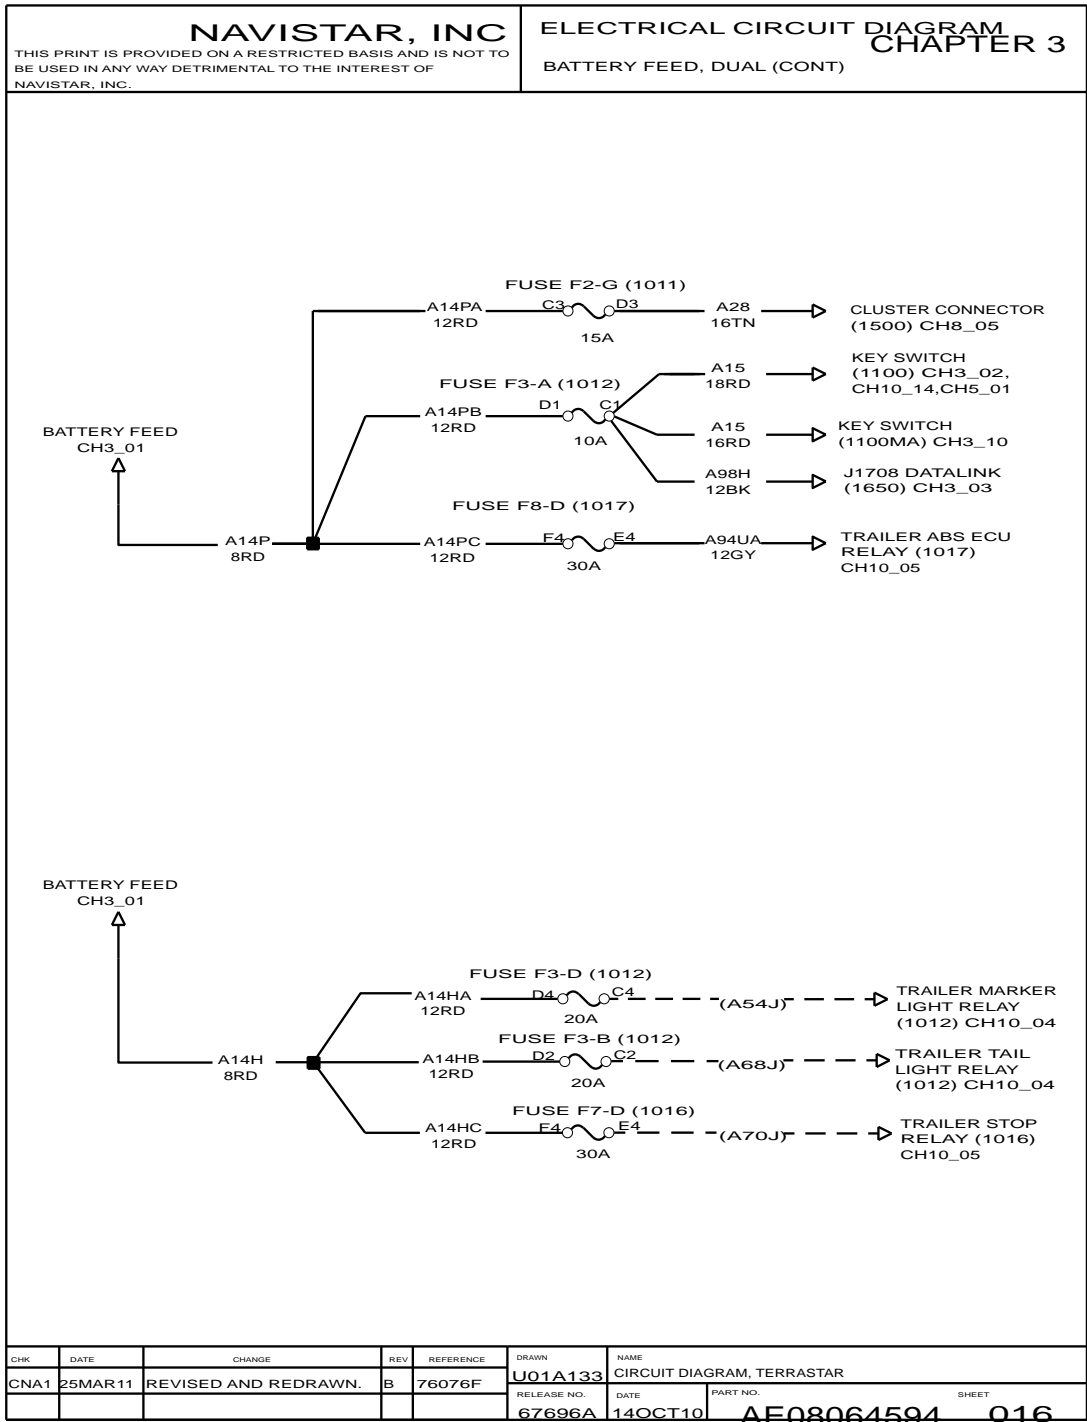 NAVISTAR, INC
THIS PRINT IS PROVIDED ON A RESTRICTED BASIS AND IS NOT TO
BE USED IN ANY WAY DETRIMENTAL TO THE INTEREST OF
NAVISTAR, INC.
ELECTRICAL CIRCUIT DIAGRAM
CHAPTER 3
BATTERY FEED, DUAL (CONT)
FUSE F2-G (1011)
A14PA
12RD
C3
D3
15A
A28
16TN
CLUSTER CONNECTOR
(1500) CH8_05
FUSE F3-A (1012)
A14PB
12RD
D1
C1
10A
A15
18RD
KEY SWITCH
(1100) CH3_02,
CH10_14,CH5_01
A15
16RD
KEY SWITCH
(1100MA) CH3_10
A98H
12BK
J1708 DATALINK
(1650) CH3_03
BATTERY FEED
CH3_01
A14P
8RD
FUSE F8-D (1017)
A14PC
12RD
F4
E4
30A
A94UA
12GY
TRAILER ABS ECU
RELAY (1017)
CH10_05
BATTERY FEED
CH3_01
A14H
8RD
FUSE F3-D (1012)
A14HA
12RD
D4
C4
20A
(A54J)
TRAILER MARKER
LIGHT RELAY
(1012) CH10_04
FUSE F3-B (1012)
A14HB
12RD
D2
C2
20A
(A68J)
TRAILER TAIL
LIGHT RELAY
(1012) CH10_04
FUSE F7-D (1016)
A14HC
12RD
F4
E4
30A
(A70J)
TRAILER STOP
RELAY (1016)
CH10_05
CHK DATE CHANGE REV REFERENCE
CNA1 25MAR11 REVISED AND REDRAWN. B 76076F
DRAWN
U01A133
NAME
CIRCUIT DIAGRAM, TERRASTAR
RELEASE NO.
67696A
DATE
14OCT10
PART NO.
AE08064594
SHEET
016